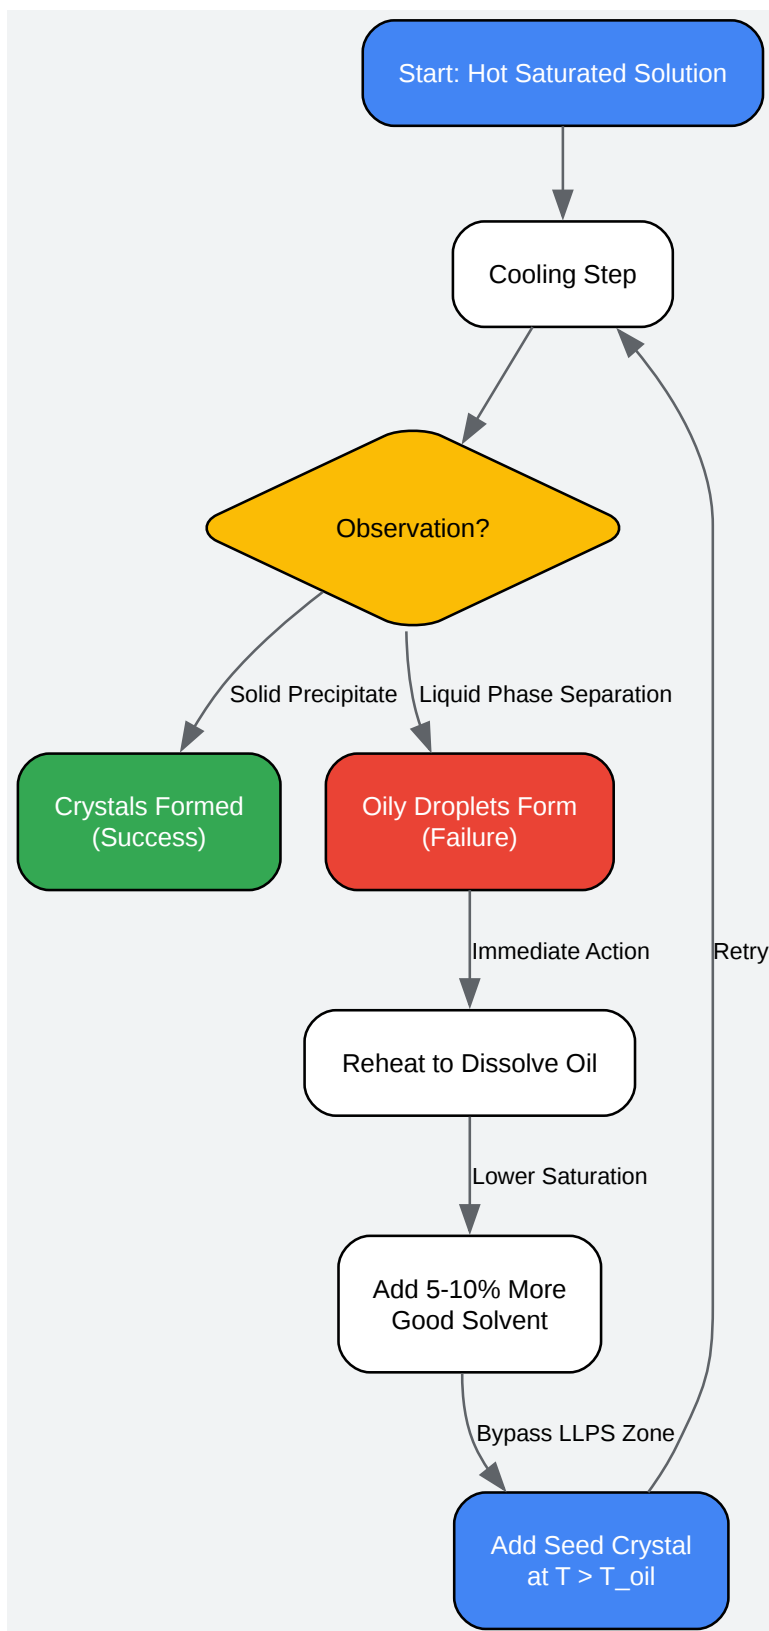 Start: Hot Saturated Solution
Cooling Step
Observation?
Solid Precipitate
Liquid Phase Separation
Crystals Formed
(Success)
Oily Droplets Form
(Failure)
Immediate Action
Retry
Reheat to Dissolve Oil
Lower Saturation
Add 5-10% More
Good Solvent
Bypass LLPS Zone
Add Seed Crystal
at T > T_oil